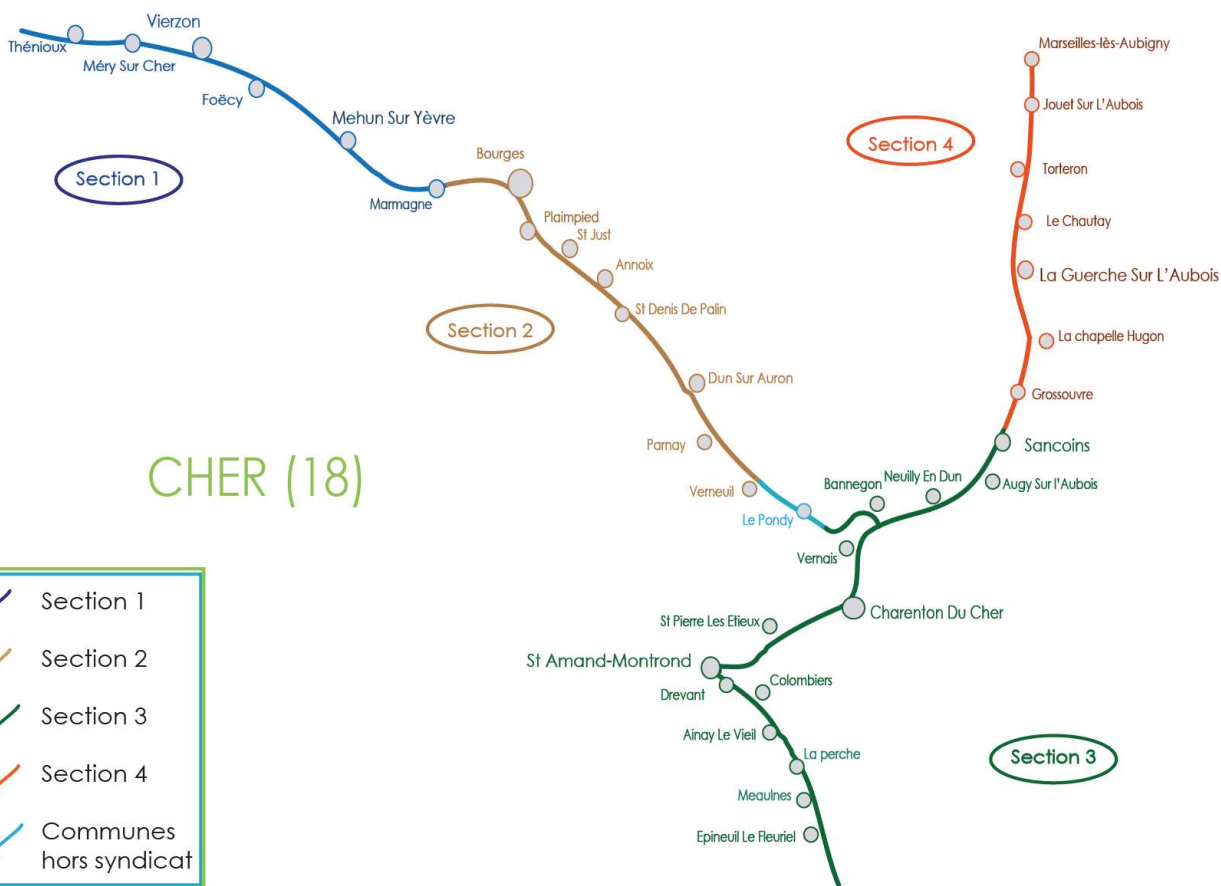 Vierzon
Thénioux
Méry Sur Cher
Foëcy
Mehun Sur Yèvre
Section 1
Marmagne
Bourges
Plaimpied
St Just
Annoix
St Denis De Palin
Section 2
Dun Sur Auron
Parnay
Verneuil
Le Pondy
Marseilles-lès-Aubigny
Jouet Sur L'Aubois
Section 4
Torteron
Le Chautay
La Guerche Sur L'Aubois
La chapelle Hugon
Grossouvre
Sancoins
Augy Sur l'Aubois
Neuilly En Dun
Bannegon
Vernais
Charenton Du Cher
St Pierre Les Etieux
St Amand-Montrond
Drevant
Colombiers
Ainay Le Vieil
La perche
Meaulnes
Epineuil Le Fleuriel
Section 3
CHER (18)
Section 1
Section 2
Section 3
Section 4
Communes
hors syndicat